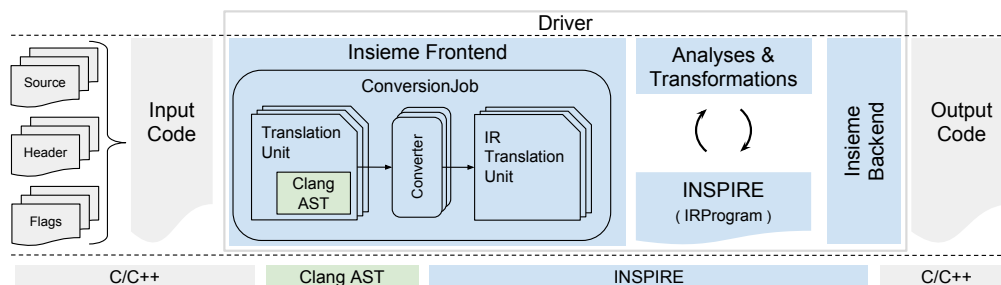 Driver
Source
Header
Flags
Input
Code
Insieme Frontend
ConversionJob
Translation
Unit
Clang
AST
Converter
IR
Translation
Unit
Analyses &
Transformations
INSPIRE
( IRProgram )
Insieme
Backend
Output
Code
C/C++
Clang AST
INSPIRE
C/C++